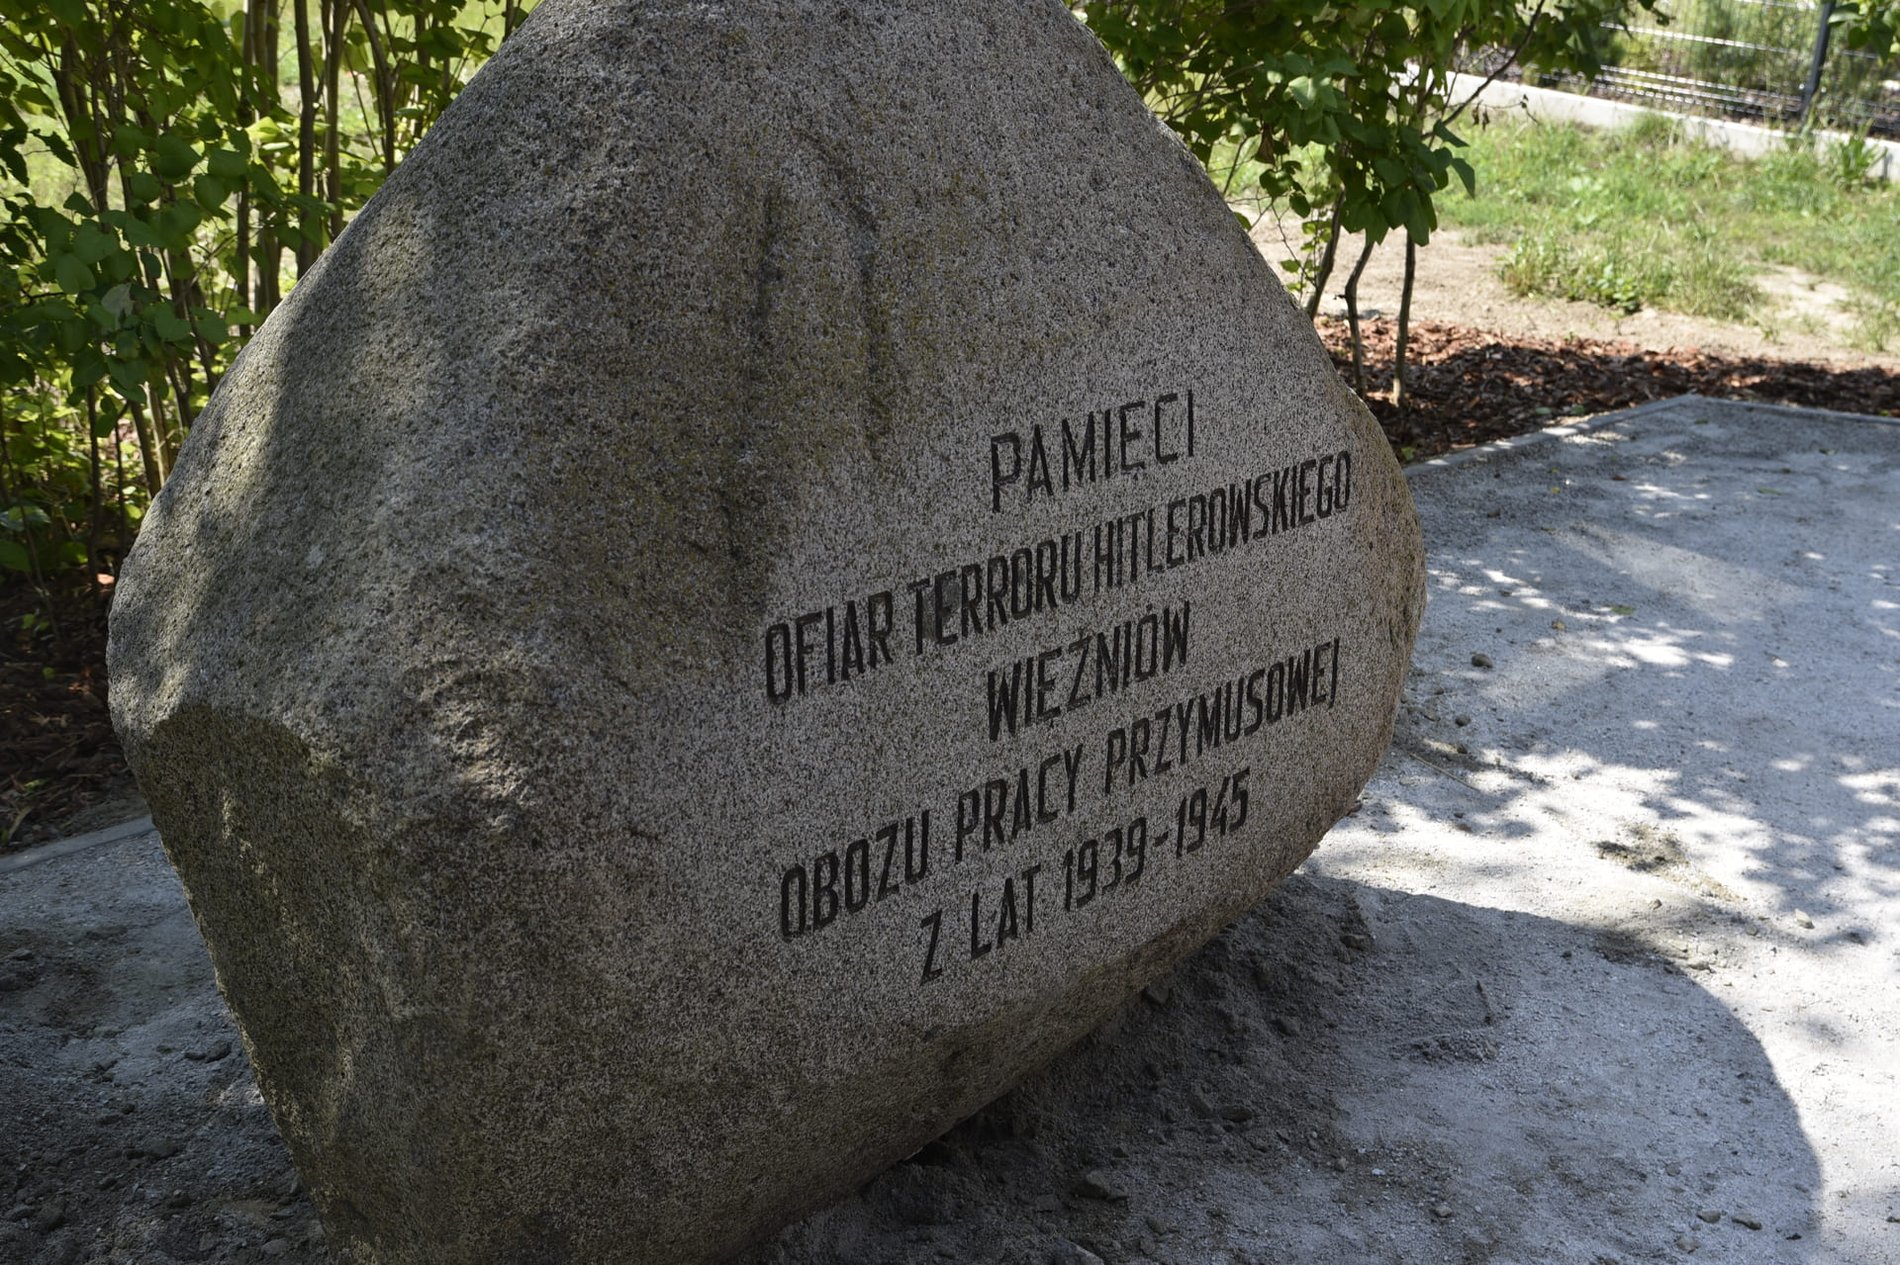 PAMIĘCI
OFIAR TERRORU HITLEROWSKIEGO
WIĘŹNIÓW
OBOZU PRACY PRZYMUSOWEJ
Z LAT 1939-1945